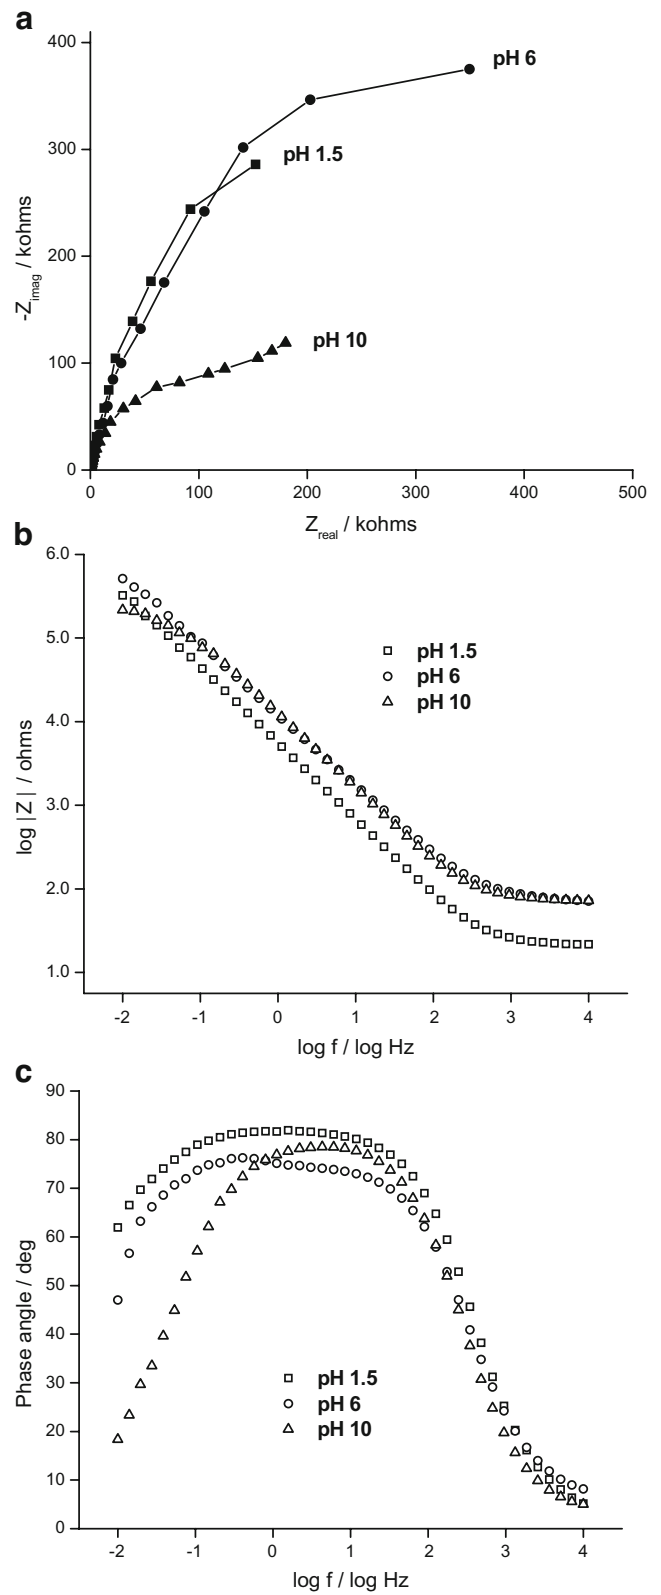 a
400
300
200
100
0
-Z_imag / kohms
pH 6
pH 1.5
pH 10
0 100 200 300 400 500
Z_real / kohms
b
6.0
5.0
4.0
3.0
2.0
1.0
log |Z| / ohms
pH 1.5
pH 6
pH 10
-2 -1 0 1 2 3 4
log f / log Hz
c
90
80
70
60
50
40
30
20
10
0
Phase angle / deg
pH 1.5
pH 6
pH 10
-2 -1 0 1 2 3 4
log f / log Hz